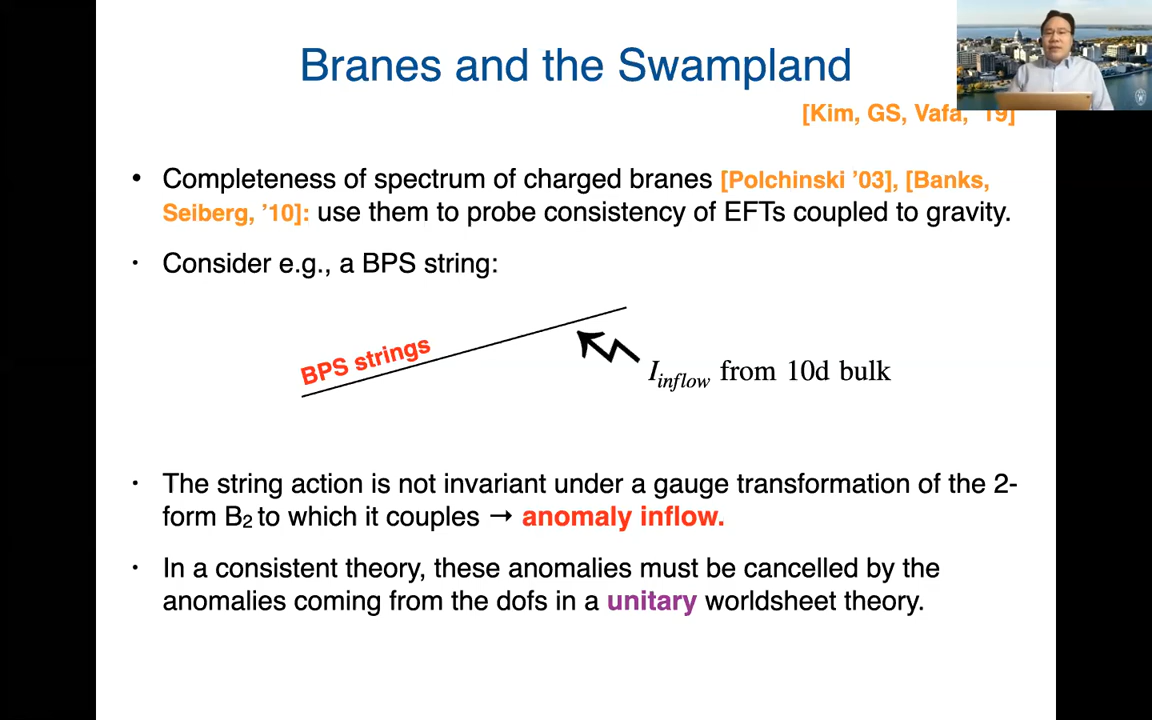 Branes and the Swampland
[Kim, GS, Vafa, '19]
• Completeness of spectrum of charged branes [Polchinski '03], [Banks,
Seiberg, '10]: use them to probe consistency of EFTs coupled to gravity.
· Consider e.g., a BPS string:
BPS strings
I_inflow from 10d bulk
· The string action is not invariant under a gauge transformation of the 2-
form B₂ to which it couples → anomaly inflow.
· In a consistent theory, these anomalies must be cancelled by the
anomalies coming from the dofs in a unitary worldsheet theory.